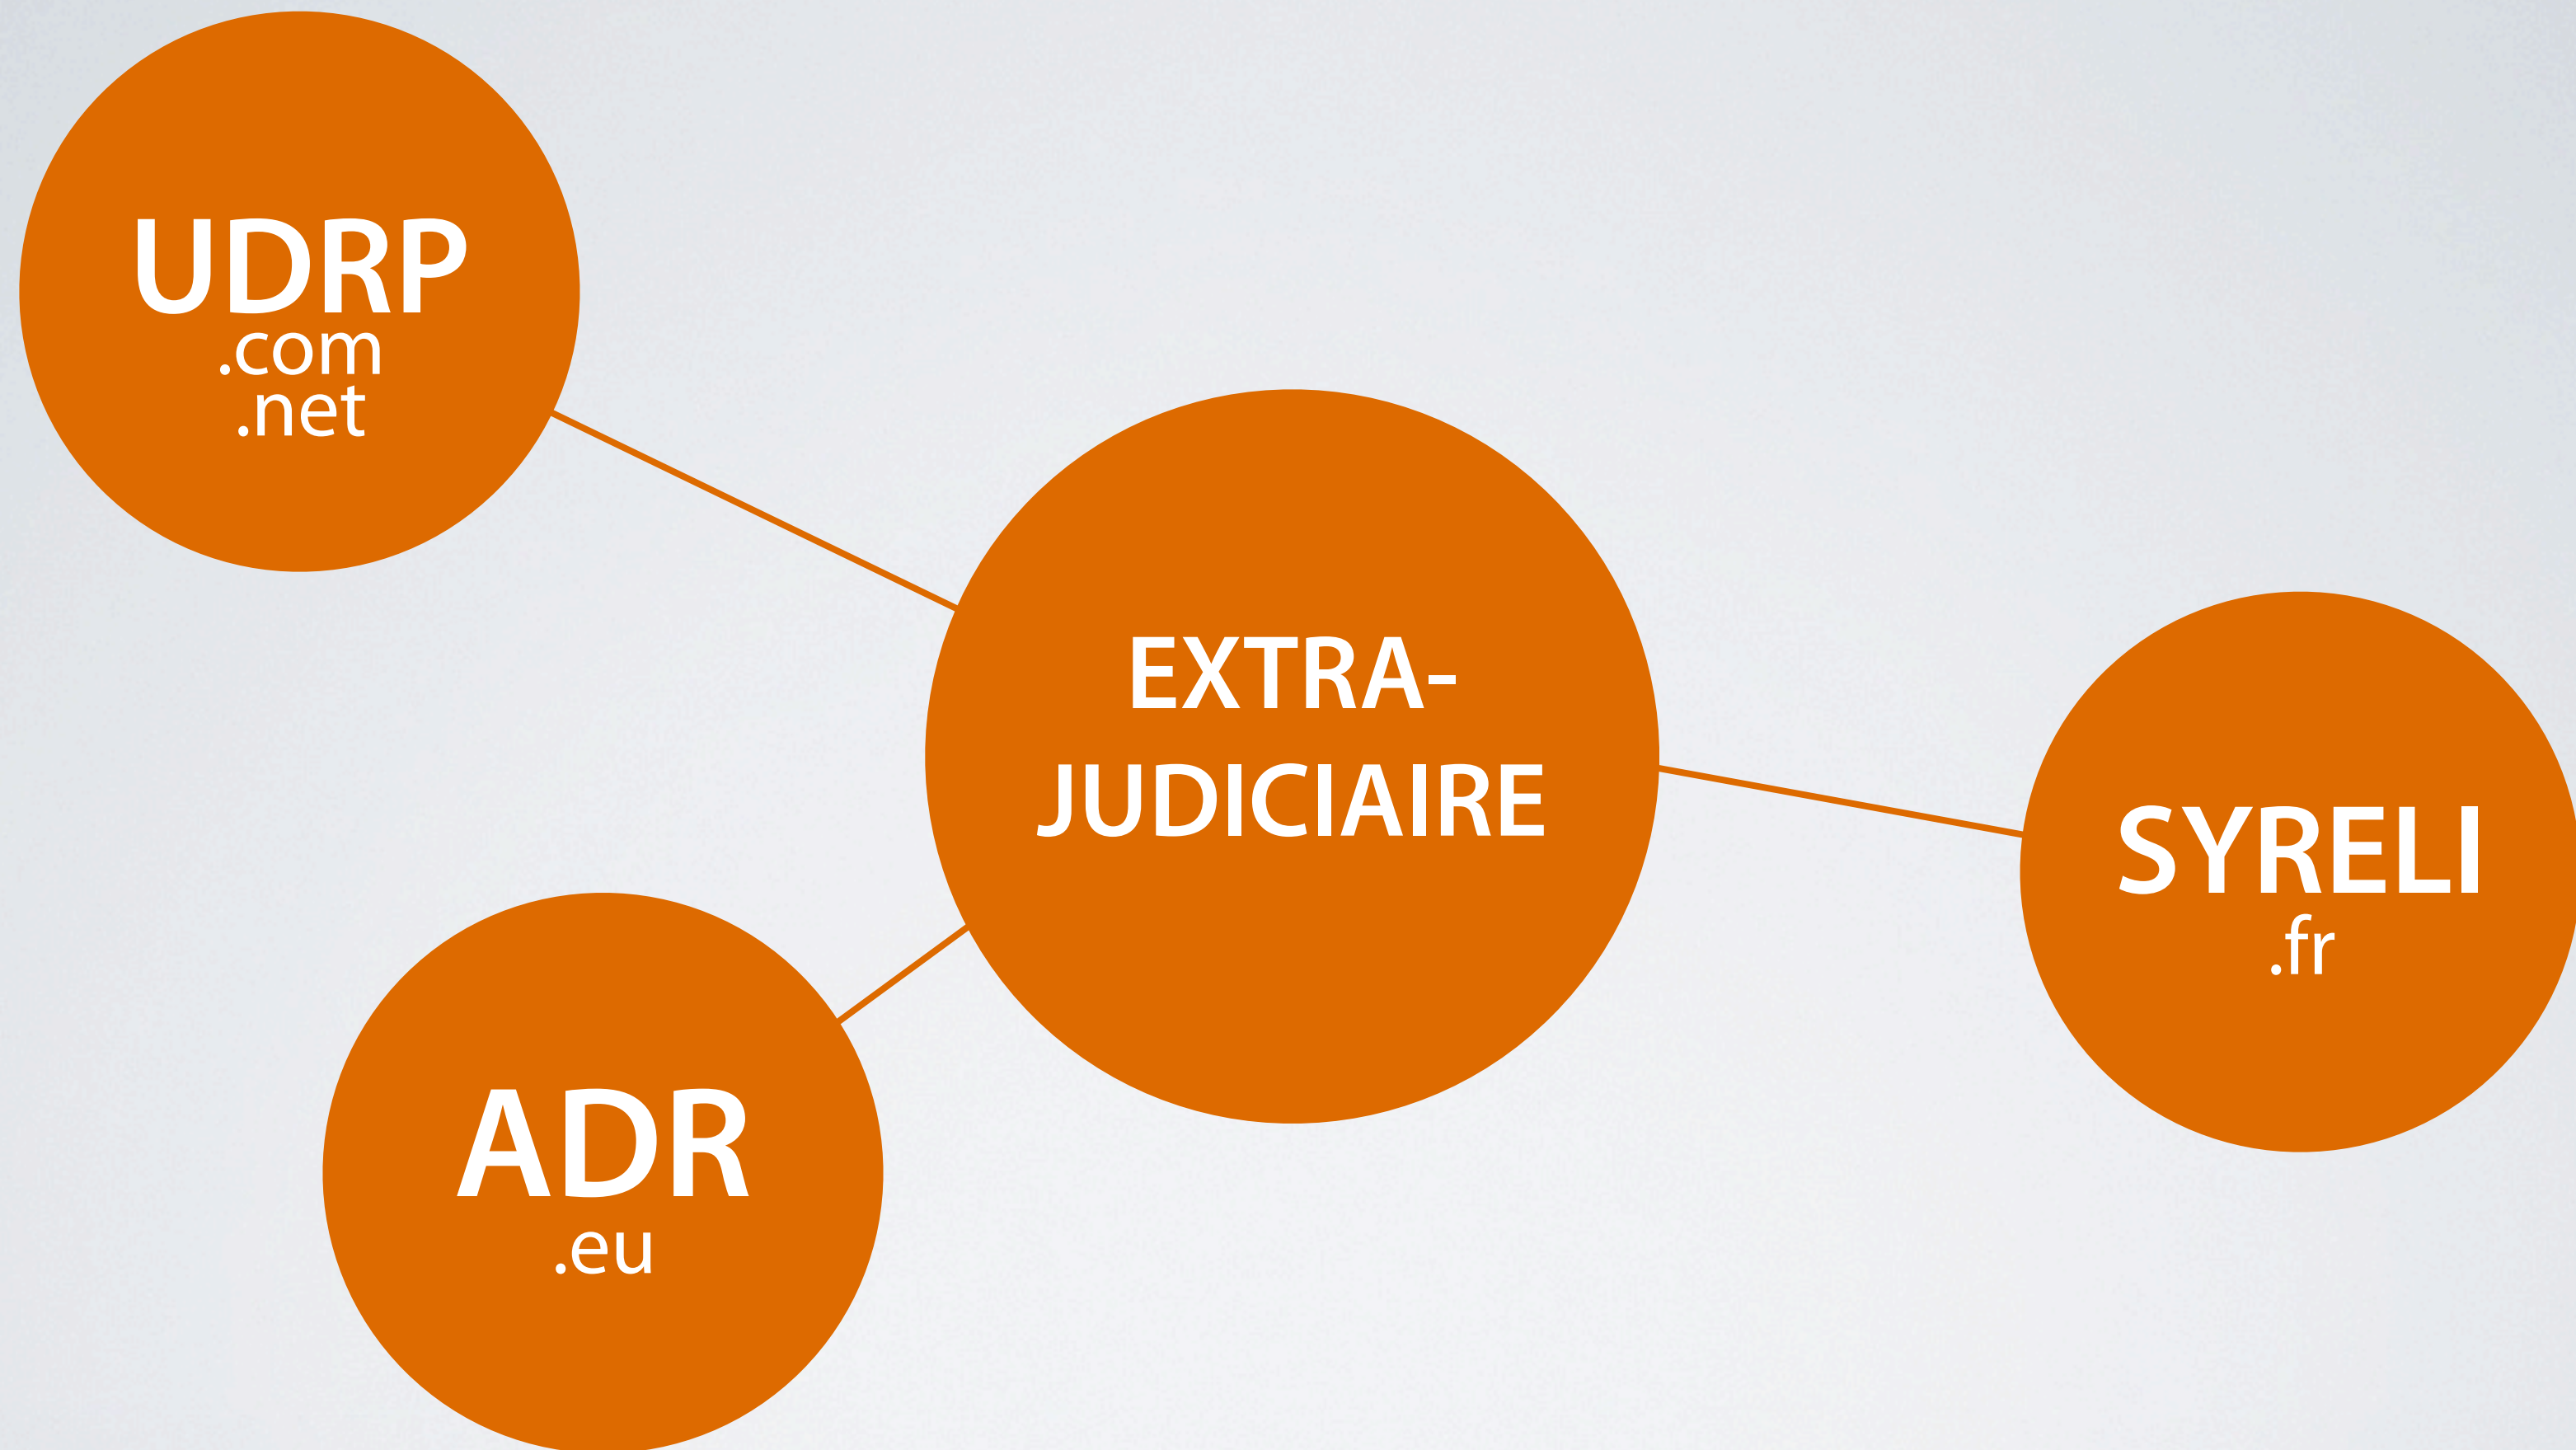 UDRP
.com
.net
EXTRA-
JUDICIAIRE
SYRELI
.fr
ADR
.eu